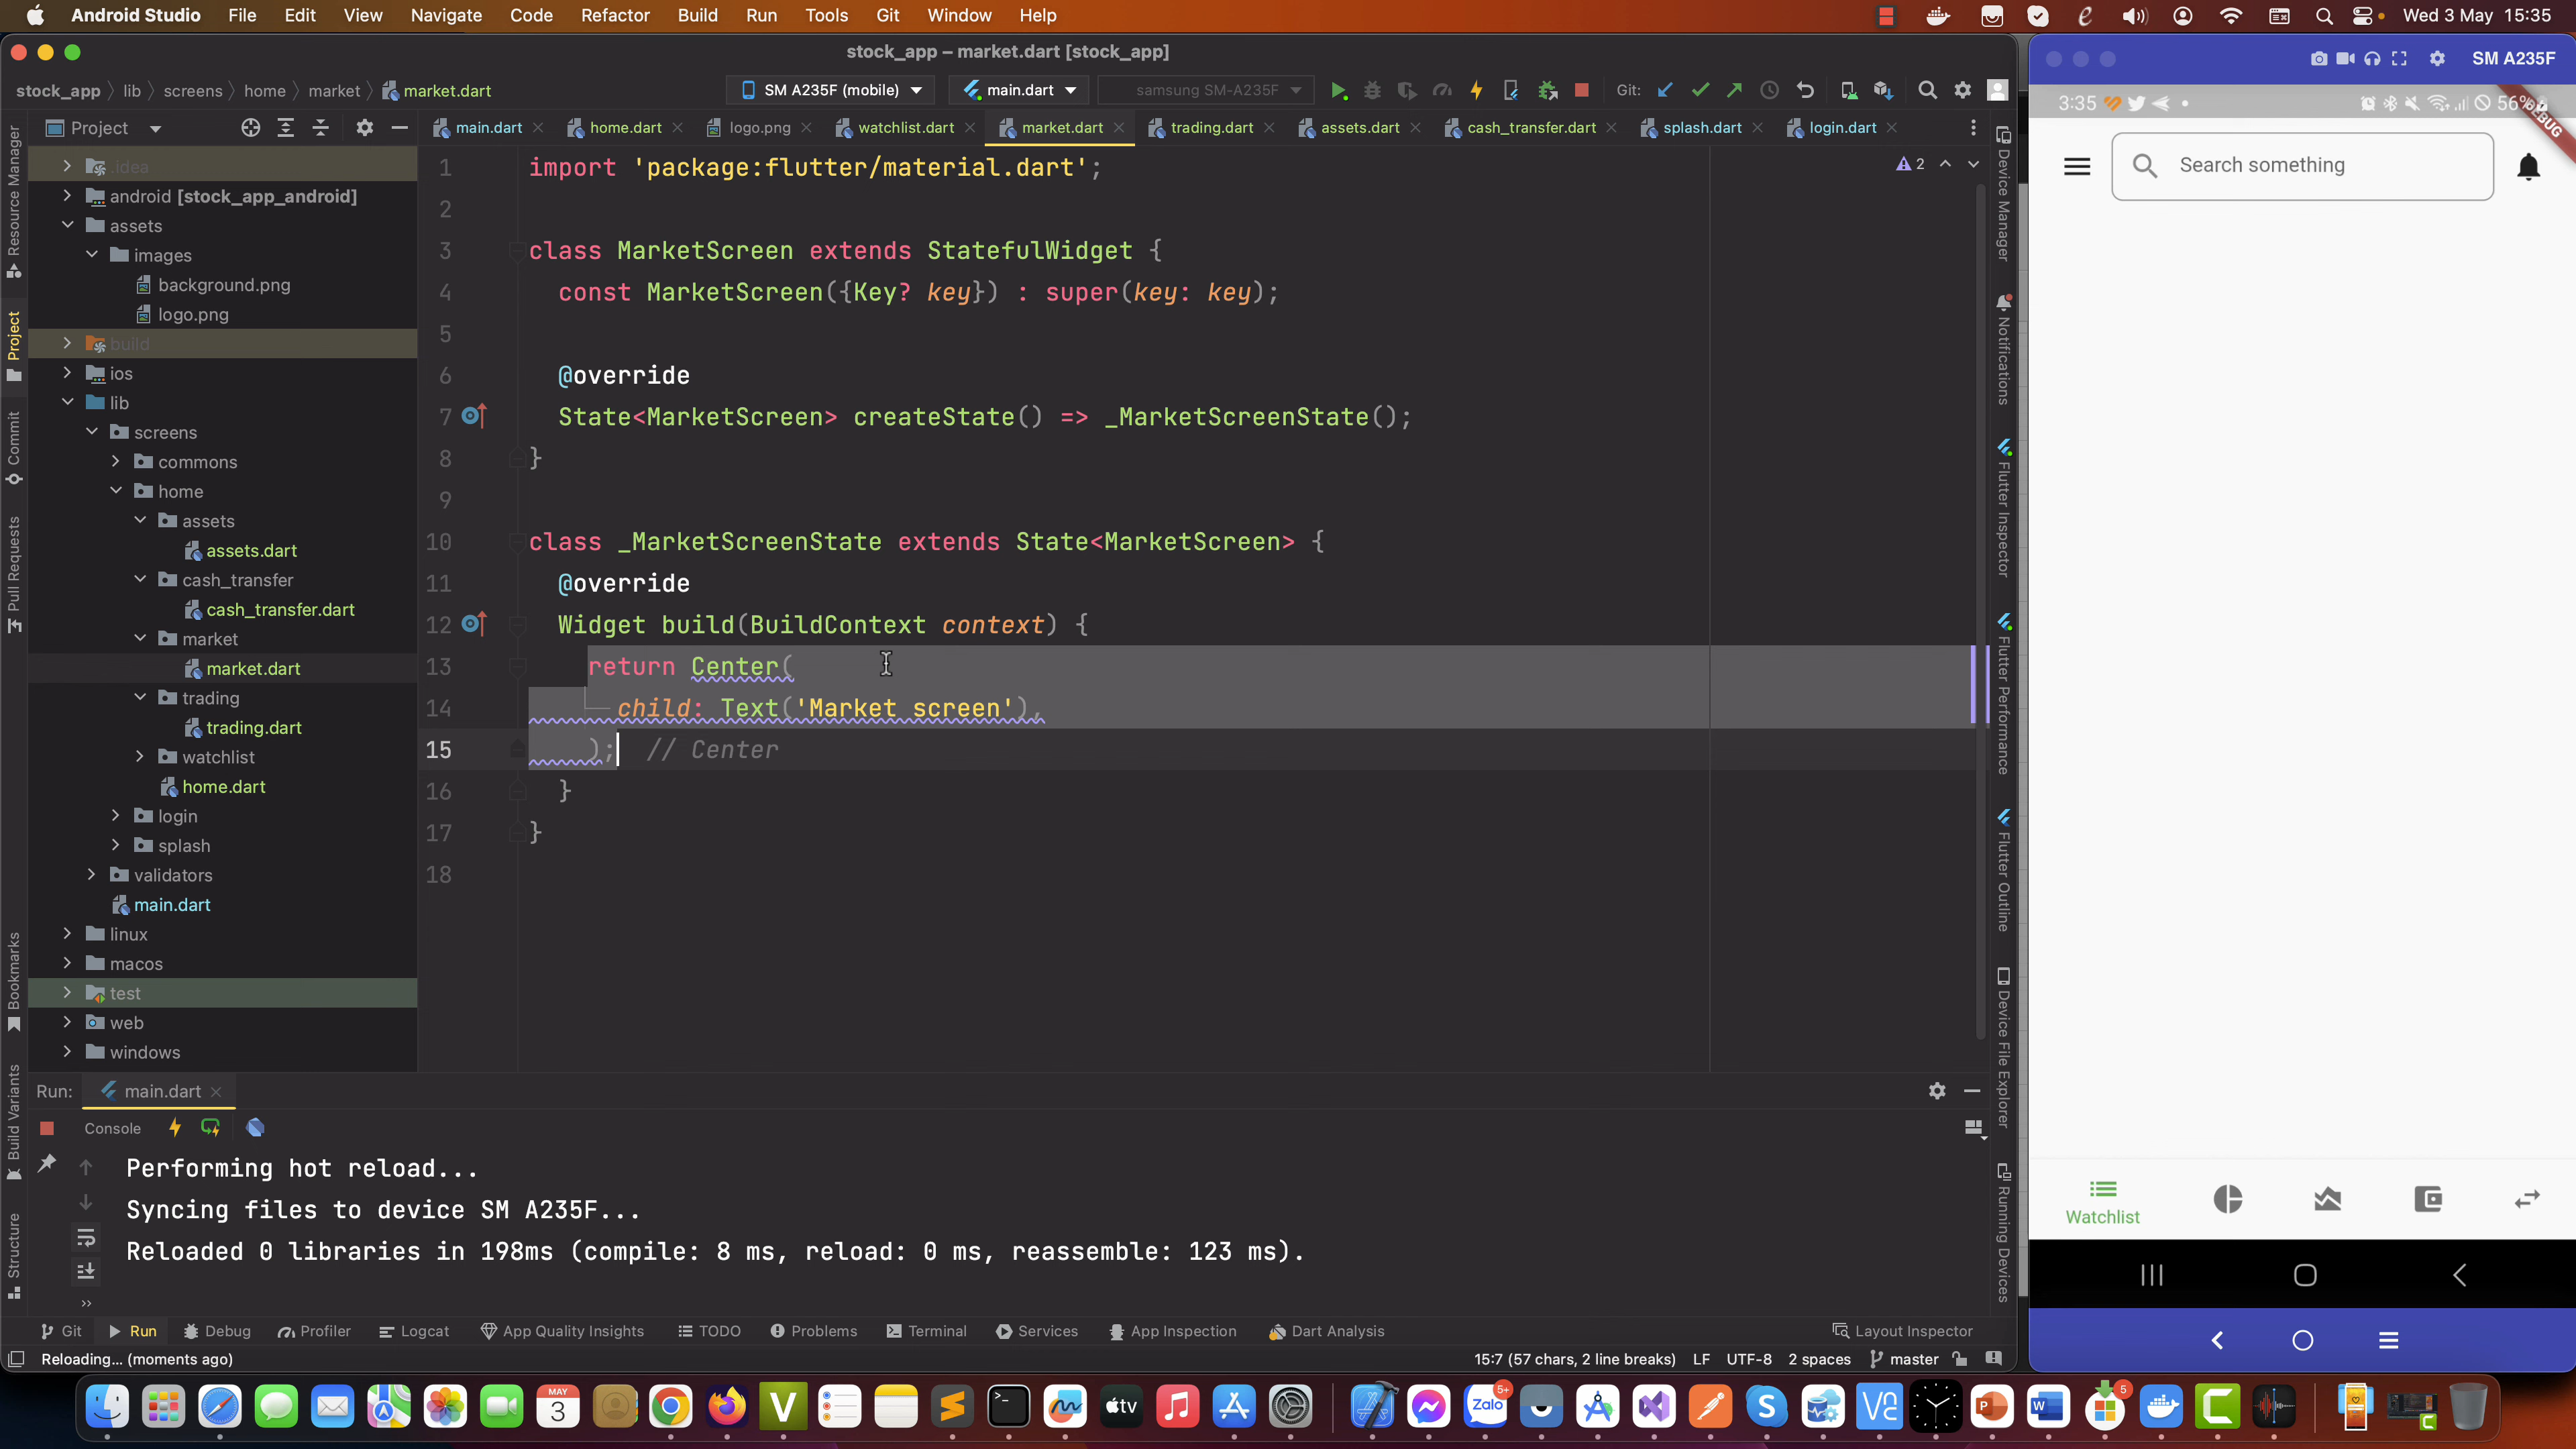 Android Studio File Edit View Navigate Code Refactor Build Run Tools Git Window Help Wed 3 May 15:35
stock_app – market.dart [stock_app]
stock_app lib screens home market market.dart SM A235F (mobile) main.dart samsung SM-A235F Git:
Project main.dart home.dart logo.png watchlist.dart market.dart trading.dart assets.dart cash_transfer.dart splash.dart login.dart
.idea
android [stock_app_android]
assets
images
background.png
logo.png
build
ios
lib
screens
commons
home
assets
assets.dart
cash_transfer
cash_transfer.dart
market
market.dart
trading
trading.dart
watchlist
home.dart
login
splash
validators
main.dart
linux
macos
test
web
windows
Resource Manager
Project
Commit
Pull Requests
Bookmarks
Build Variants
Structure
1 import 'package:flutter/material.dart';
2
3 class MarketScreen extends StatefulWidget {
4 const MarketScreen({Key? key}) : super(key: key);
5
6 @override
7 State<MarketScreen> createState() => _MarketScreenState();
8 }
9
10 class _MarketScreenState extends State<MarketScreen> {
11 @override
12 Widget build(BuildContext context) {
13 return Center(
14 child: Text('Market screen'),
15 ); // Center
16 }
17 }
18
2
Device Manager
Notifications
Flutter Inspector
Flutter Performance
Flutter Outline
Device File Explorer
Running Devices
Run: main.dart
Console
Performing hot reload...
Syncing files to device SM A235F...
Reloaded 0 libraries in 198ms (compile: 8 ms, reload: 0 ms, reassemble: 123 ms).
Git Run Debug Profiler Logcat App Quality Insights TODO Problems Terminal Services App Inspection Dart Analysis Layout Inspector
Reloading... (moments ago) 15:7 (57 chars, 2 line breaks) LF UTF-8 2 spaces master
SM A235F
3:35 56%
Search something
Watchlist
MAY
3
tv
Zalo
5+
5